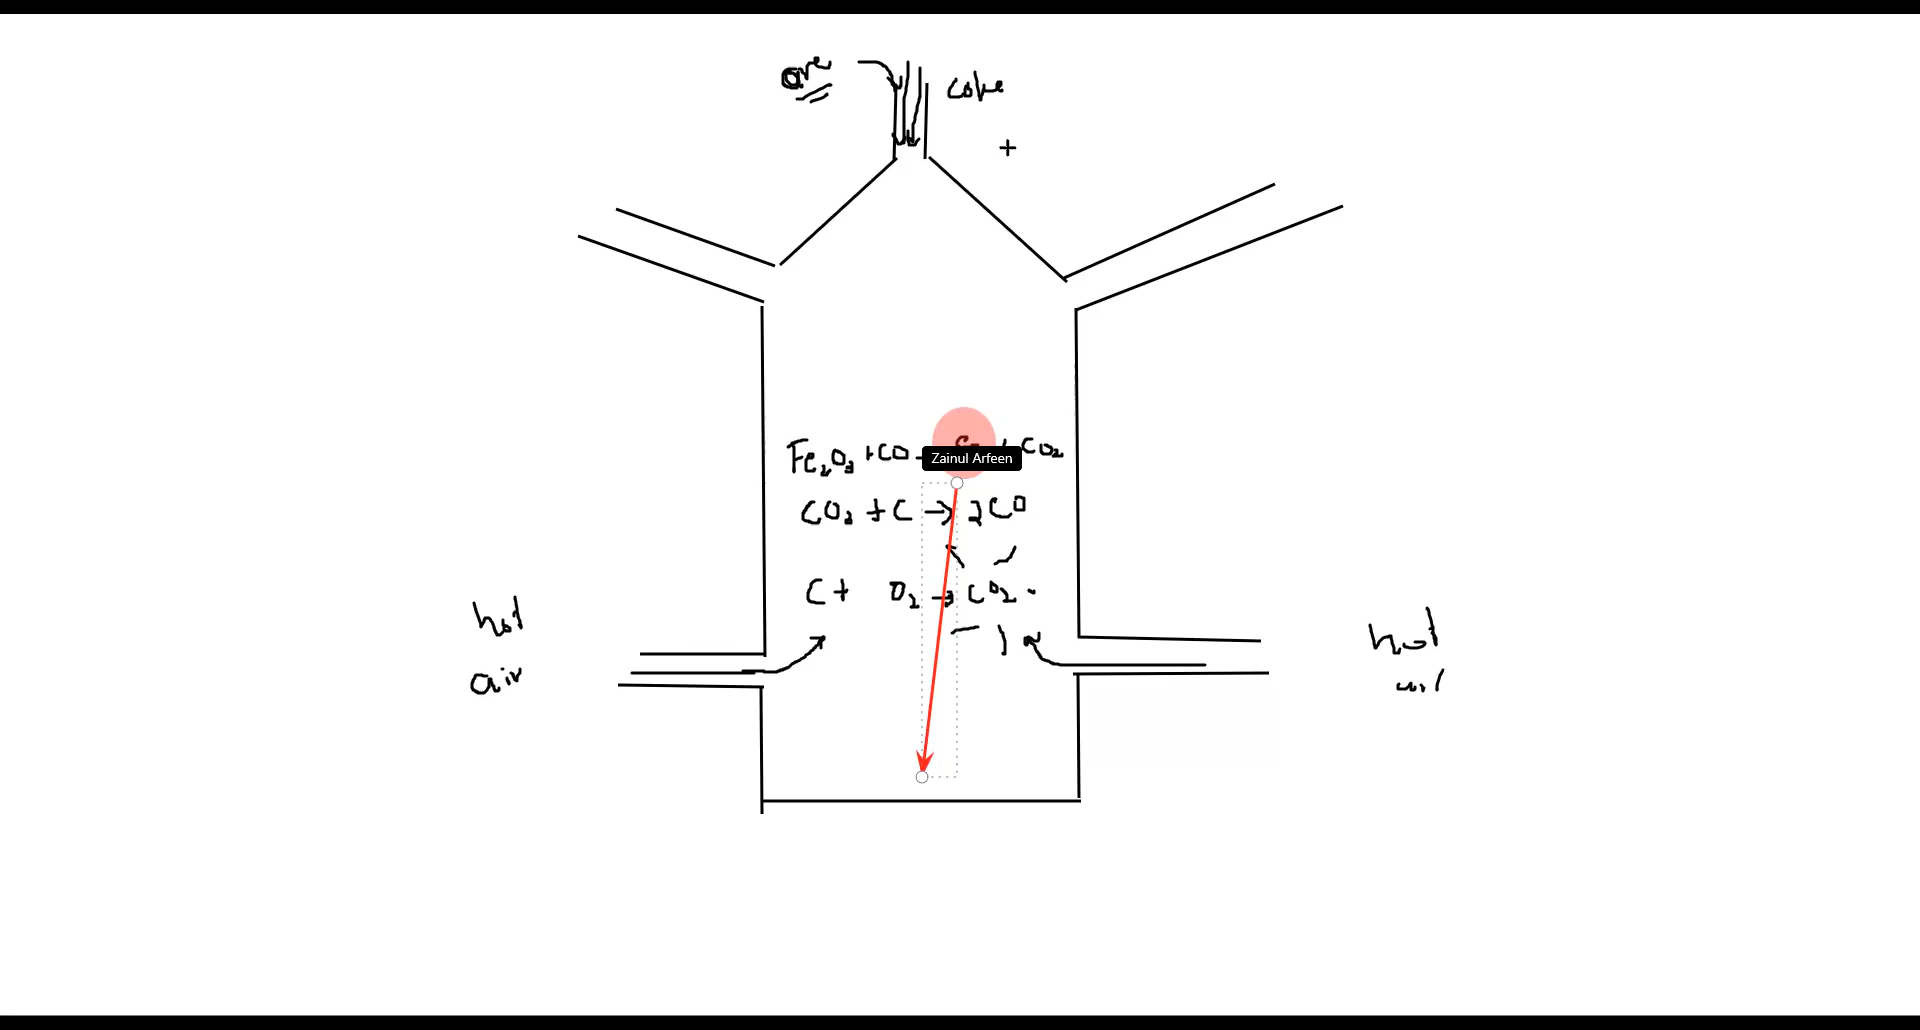 ore
coke
Fe₂O₃ + CO + CO₂
Zainul Arfeen
CO₂ + C → 2CO
C + O₂ → CO₂
hot
air
hot